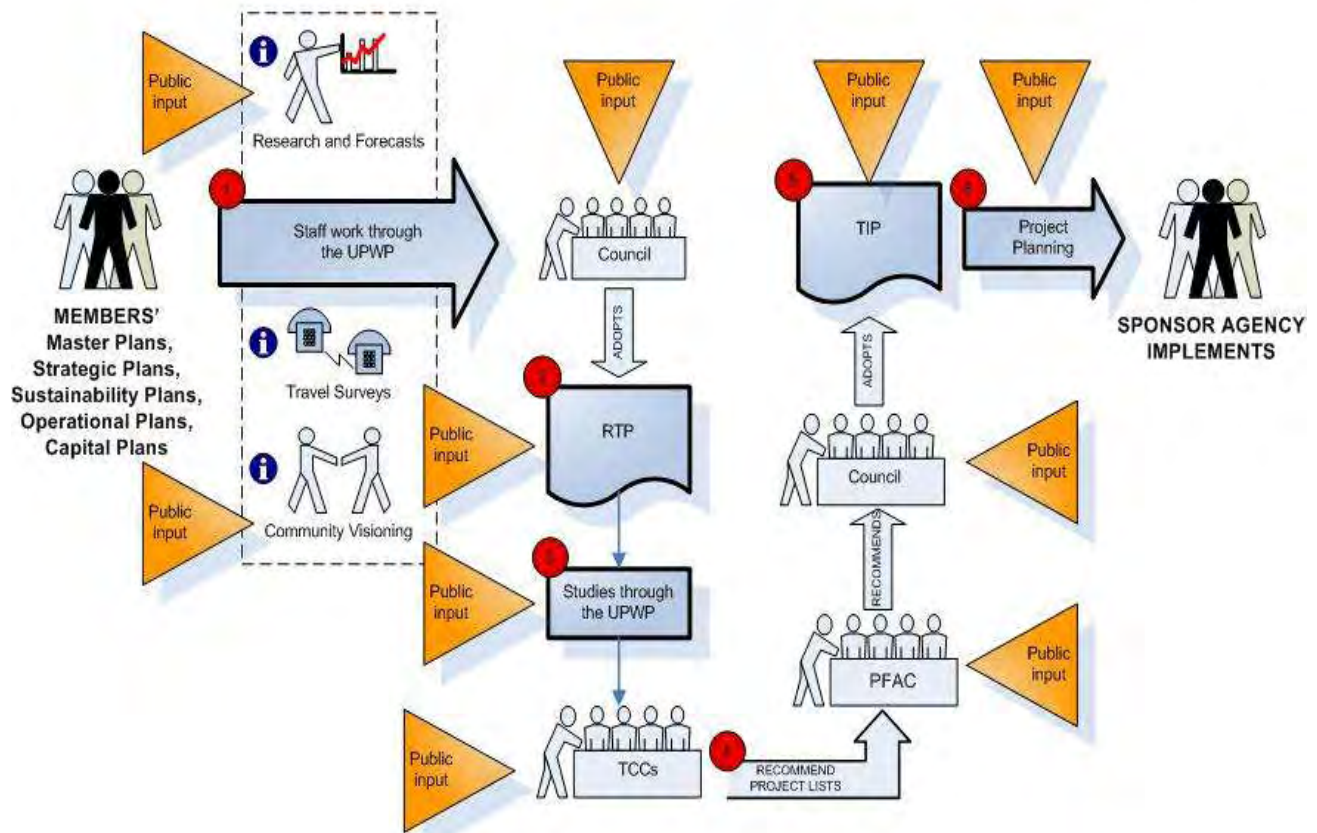 Public
input
i
Research and Forecasts
1
Staff work through
the UPWP
MEMBERS'
Master Plans,
Strategic Plans,
Sustainability Plans,
Operational Plans,
Capital Plans
i
Travel Surveys
i
Community Visioning
Public
input
Public
input
Council
ADOPTS
Public
input
RTP
Public
input
Studies through
the UPWP
Public
input
TCCs
RECOMMEND
PROJECT LISTS
PFAC
Public
input
RECOMMENDS
Council
Public
input
ADOPTS
Public
input
TIP
Public
input
Project
Planning
SPONSOR AGENCY
IMPLEMENTS